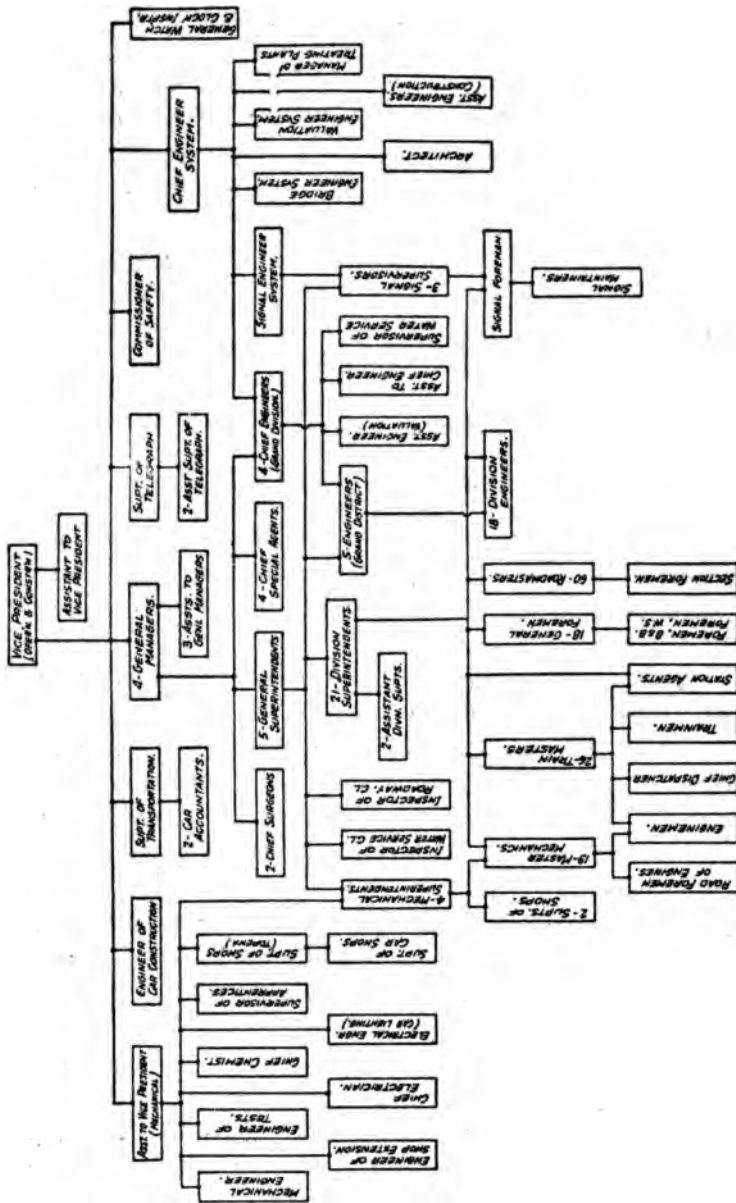 VICE PRESIDENT
(OPER'N. & CONST'CN)
ASSISTANT TO
VICE PRESIDENT
ASST TO VICE PRESIDENT
(MECHANICAL)
ENGINEER OF
CAR CONSTRUCTION
SUPT. OF
TRANSPORTATION.
2- CAR
ACCOUNTANTS.
4-GENERAL
MANAGERS.
3-ASSTS. TO
GENL MANAGERS
SUPT. OF
TELEGRAPH
2-ASST SUPT. OF
TELEGRAPH.
COMMISSIONER
OF SAFETY.
CHIEF ENGINEER
SYSTEM.
GENERAL WATCH
& CLOCK INSPTR.
2-CHIEF SURGEONS
5-GENERAL
SUPERINTENDENTS
4 - CHIEF
SPECIAL AGENTS.
4-CHIEF ENGINEERS
(GRAND DIVISION.)
SIGNAL ENGINEER
SYSTEM.
BRIDGE
ENGINEER SYSTEM.
ARCHITECT.
VALUATION
ENGINEER SYSTEM.
ASST. ENGINEERS
(CONSTRUCTION)
MANAGER OF
TREATING PLANTS
MECHANICAL
ENGINEER.
ENGINEER OF
SHOP EXTENSION.
ENGINEER OF
TESTS.
CHIEF
ELECTRICIAN.
CHIEF CHEMIST.
ELECTRICAL ENGR.
(CAR LIGHTING.)
SUPERVISOR OF
APPRENTICES.
SUPT. OF SHOPS
(TOPEKA)
SUPT. OF
CAR SHOPS.
4-MECHANICAL
SUPERINTENDENTS.
INSPECTOR OF
WATER SERVICE C.L.
INSPECTOR OF
ROADWAY. C.L.
21- DIVISION
SUPERINTENDENTS.
2-ASSISTANT
DIVN. SUPTS.
5-ENGINEERS
(GRAND DISTRICT)
ASST. ENGINEER.
(VALUATION)
ASST. TO
CHIEF ENGINEER.
SUPERVISOR OF
WATER SERVICE
3-SIGNAL
SUPERVISORS.
2 - SUPTS. OF
SHOPS.
19-MASTER
MECHANICS.
26-TRAIN
MASTERS.
18- GENERAL
FOREMEN
60-ROADMASTERS.
18- DIVISION
ENGINEERS.
SIGNAL FOREMAN
ROAD FOREMEN
OF ENGINES.
ENGINEMEN.
CHIEF DISPATCHER
TRAINMEN.
STATION AGENTS.
FOREMEN, B&B.
FOREMEN, W.S.
SECTION FOREMEN.
SIGNAL
MAINTAINERS.